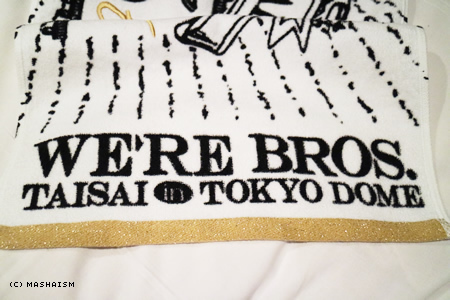 WE'RE BROS.
TAISAI in TOKYO DOME
(C) MASHAISM